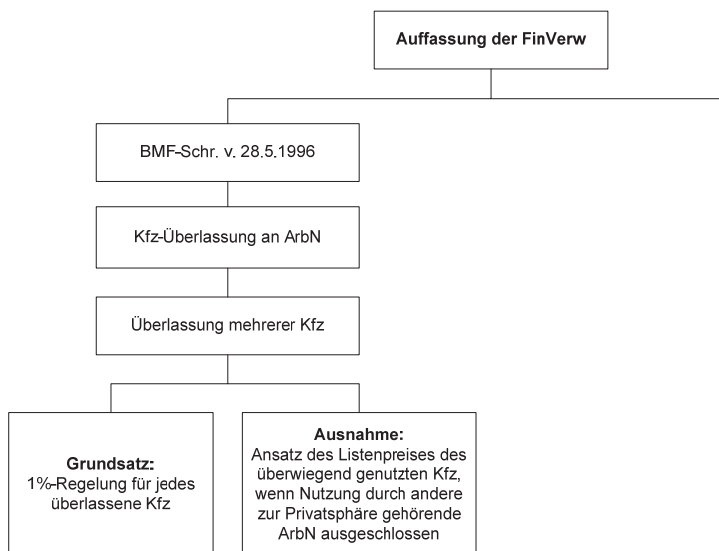 Auffassung der FinVerw
BMF-Schr. v. 28.5.1996
Kfz-Überlassung an ArbN
Überlassung mehrerer Kfz
Grundsatz:
1%-Regelung für jedes
überlassene Kfz
Ausnahme:
Ansatz des Listenpreises des
überwiegend genutzten Kfz,
wenn Nutzung durch andere
zur Privatsphäre gehörende
ArbN ausgeschlossen